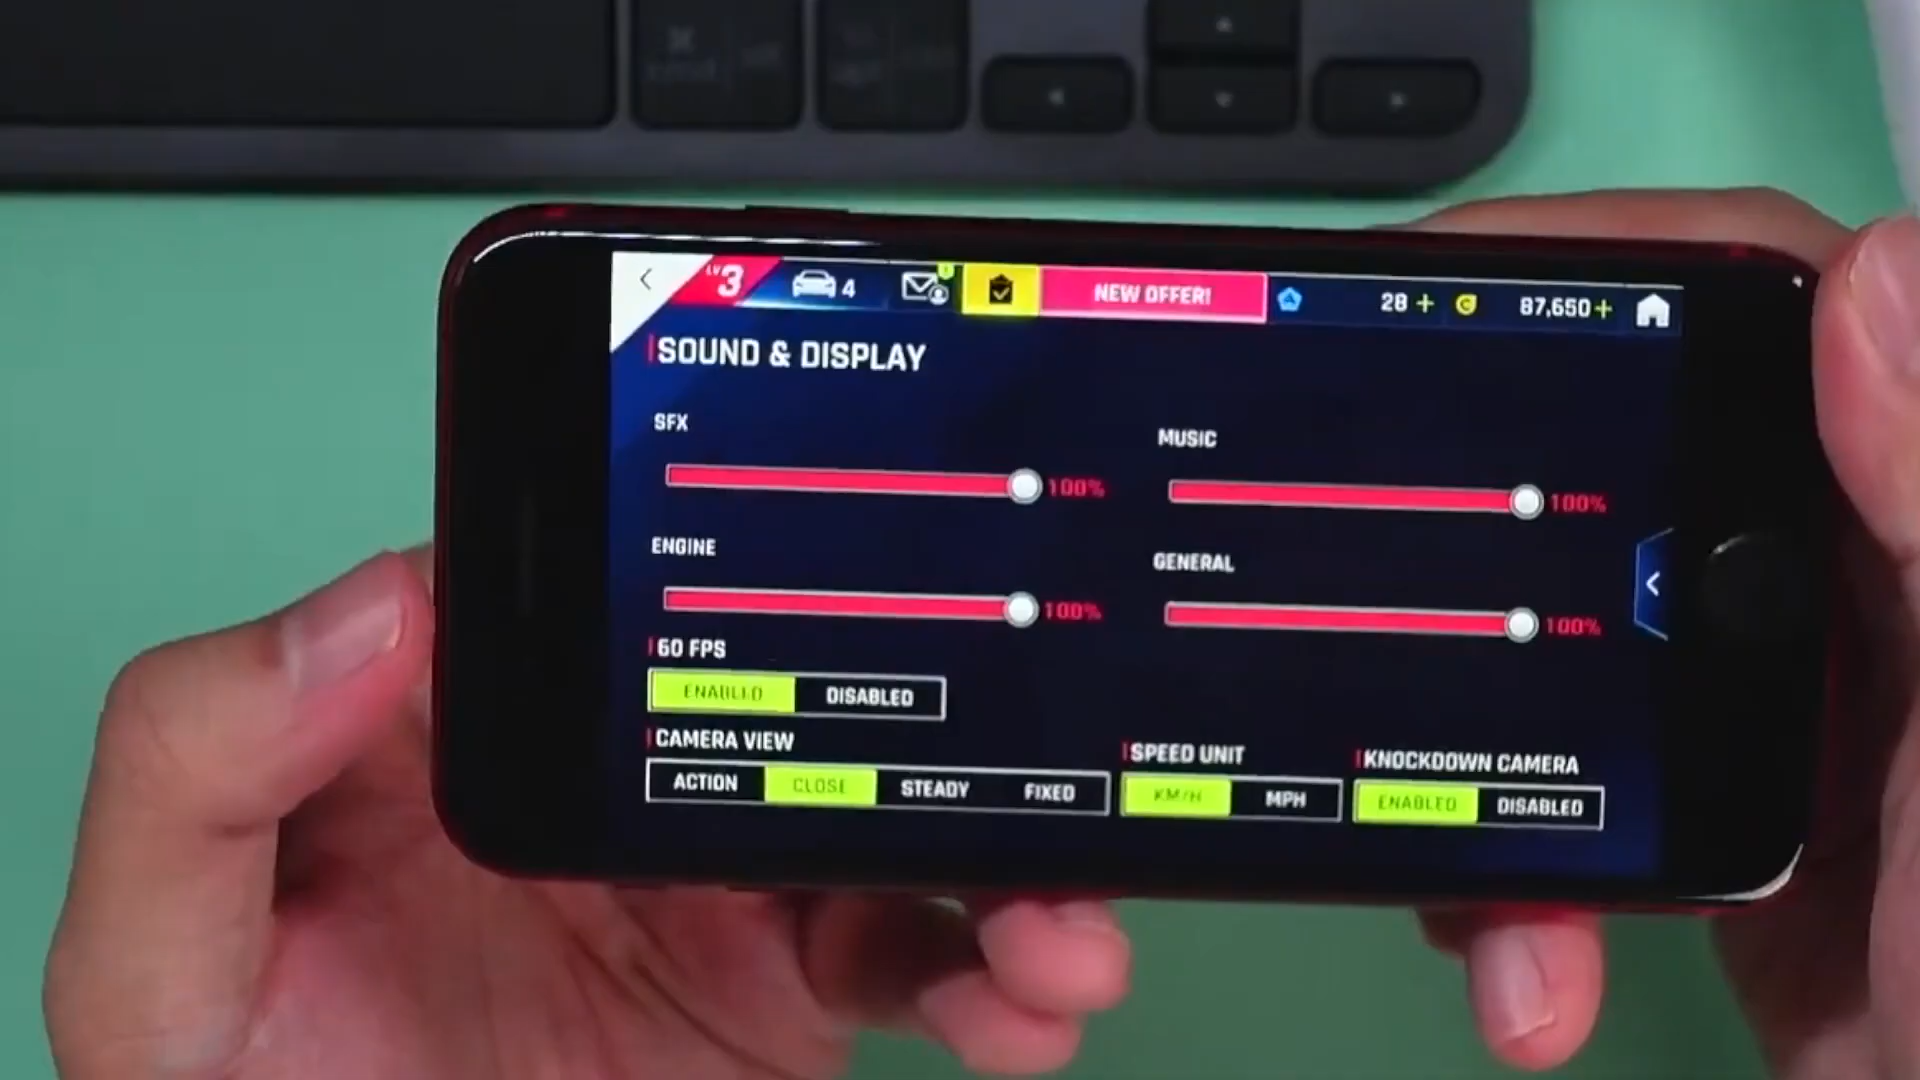 LV 3 4 NEW OFFER! 28 + 87,650 +
SOUND & DISPLAY
SFX
100%
MUSIC
100%
ENGINE
100%
GENERAL
100%
60 FPS
ENABLED DISABLED
CAMERA VIEW
ACTION CLOSE STEADY FIXED
SPEED UNIT
KM/H MPH
KNOCKDOWN CAMERA
ENABLED DISABLED